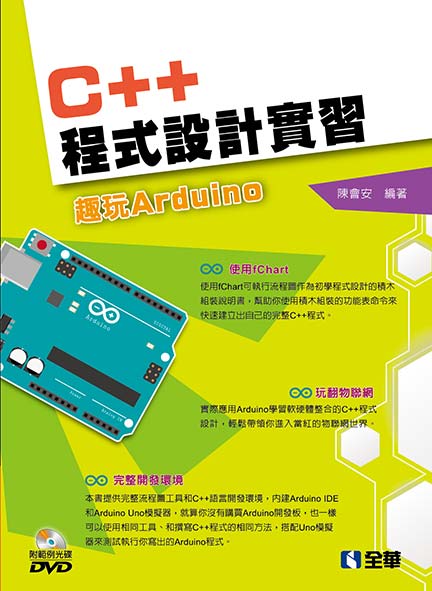 C++
程式設計實習
趣玩Arduino
陳會安 編著
使用fChart
使用fChart可執行流程圖作為初學程式設計的積木
組裝說明書,幫助你使用積木組裝的功能表命令來
快速建立出自己的完整C++程式。
Arduino
DIGITAL
玩翻物聯網
實際應用Arduino學習軟硬體整合的C++程式
設計,輕鬆帶領你進入當紅的物聯網世界。
完整開發環境
本書提供完整流程圖工具和C++語言開發環境,內建Arduino IDE
和Arduino Uno模擬器,就算你沒有購買Arduino開發板,也一樣
可以使用相同工具、和撰寫C++程式的相同方法,搭配Uno模擬
器來測試執行你寫出的Arduino程式。
附範例光碟
DVD
全華